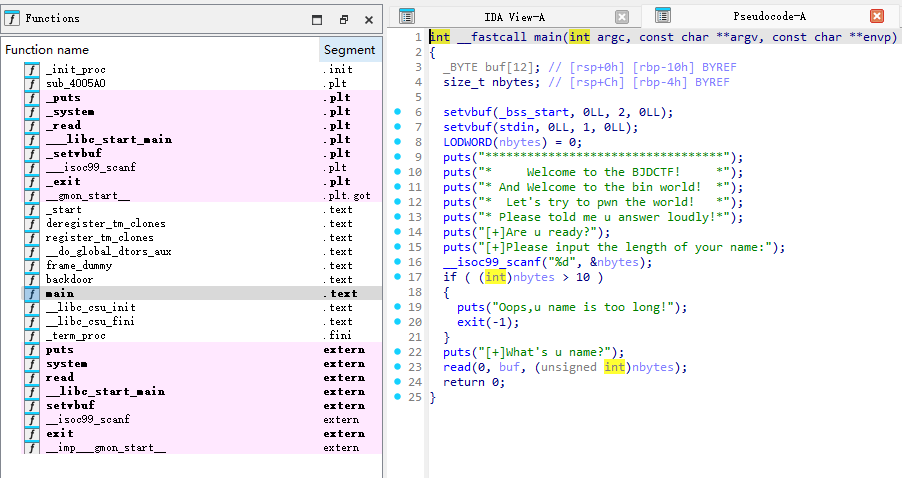 Functions
Function name Segment
_init_proc .init
sub_4005A0 .plt
_puts .plt
_system .plt
_read .plt
___libc_start_main .plt
_setvbuf .plt
___isoc99_scanf .plt
_exit .plt
__gmon_start__ .plt.got
_start .text
deregister_tm_clones .text
register_tm_clones .text
__do_global_dtors_aux .text
frame_dummy .text
backdoor .text
main .text
__libc_csu_init .text
__libc_csu_fini .text
_term_proc .fini
puts extern
system extern
read extern
__libc_start_main extern
setvbuf extern
__isoc99_scanf extern
exit extern
__imp___gmon_start__ extern
IDA View-A Pseudocode-A
1 int __fastcall main(int argc, const char **argv, const char **envp)
2 {
3 _BYTE buf[12]; // [rsp+0h] [rbp-10h] BYREF
4 size_t nbytes; // [rsp+Ch] [rbp-4h] BYREF
5
6 setvbuf(_bss_start, 0LL, 2, 0LL);
7 setvbuf(stdin, 0LL, 1, 0LL);
8 LODWORD(nbytes) = 0;
9 puts("*********************************");
10 puts("*     Welcome to the BJDCTF!     *");
11 puts("* And Welcome to the bin world!  *");
12 puts("*  Let's try to pwn the world!   *");
13 puts("* Please told me u answer loudly!*");
14 puts("[+]Are u ready?");
15 puts("[+]Please input the length of your name:");
16 __isoc99_scanf("%d", &nbytes);
17 if ( (int)nbytes > 10 )
18 {
19 puts("Oops,u name is too long!");
20 exit(-1);
21 }
22 puts("[+]What's u name?");
23 read(0, buf, (unsigned int)nbytes);
24 return 0;
25 }